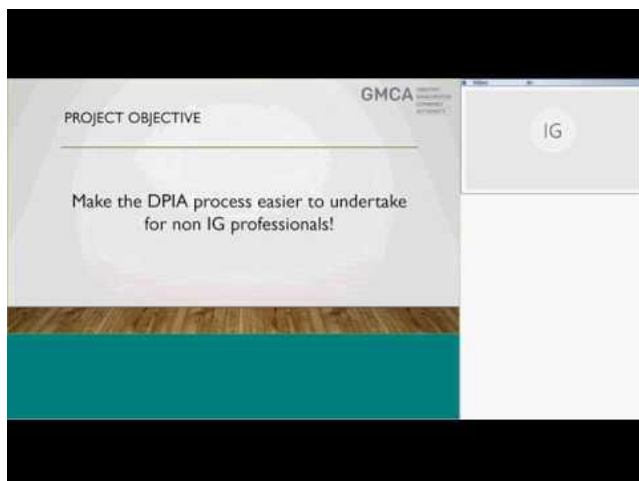 GMCA
PROJECT OBJECTIVE
Make the DPIA process easier to undertake
for non IG professionals!
IG